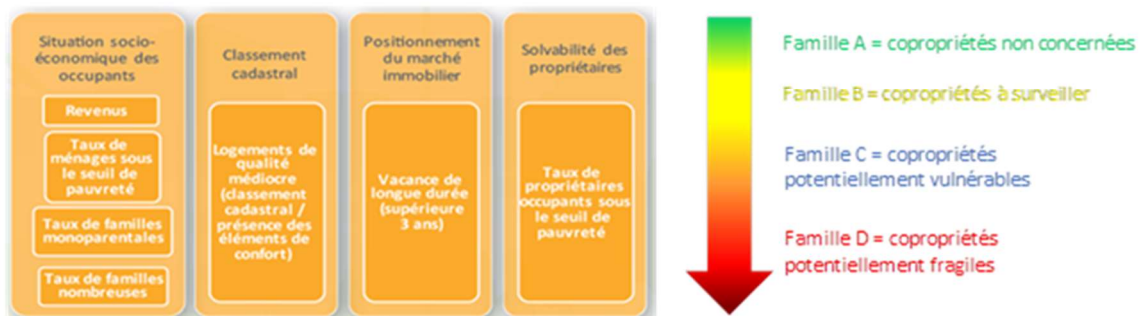 Situation socio-
économique des
occupants
Revenus
Taux de
ménages sous
le seuil de
pauvreté
Taux de familles
monoparentales
Taux de familles
nombreuses
Classement
cadastral
Logements de
qualité
médiocre
(classement
cadastral /
présence des
éléments de
confort)
Positionnement
du marché
immobilier
Vacance de
longue durée
(supérieure
3 ans)
Solvabilité des
propriétaires
Taux de
propriétaires
occupants sous
le seuil de
pauvreté
Famille A = copropriétés non concernées
Famille B = copropriétés à surveiller
Famille C = copropriétés
potentiellement vulnérables
Famille D = copropriétés
potentiellement fragiles